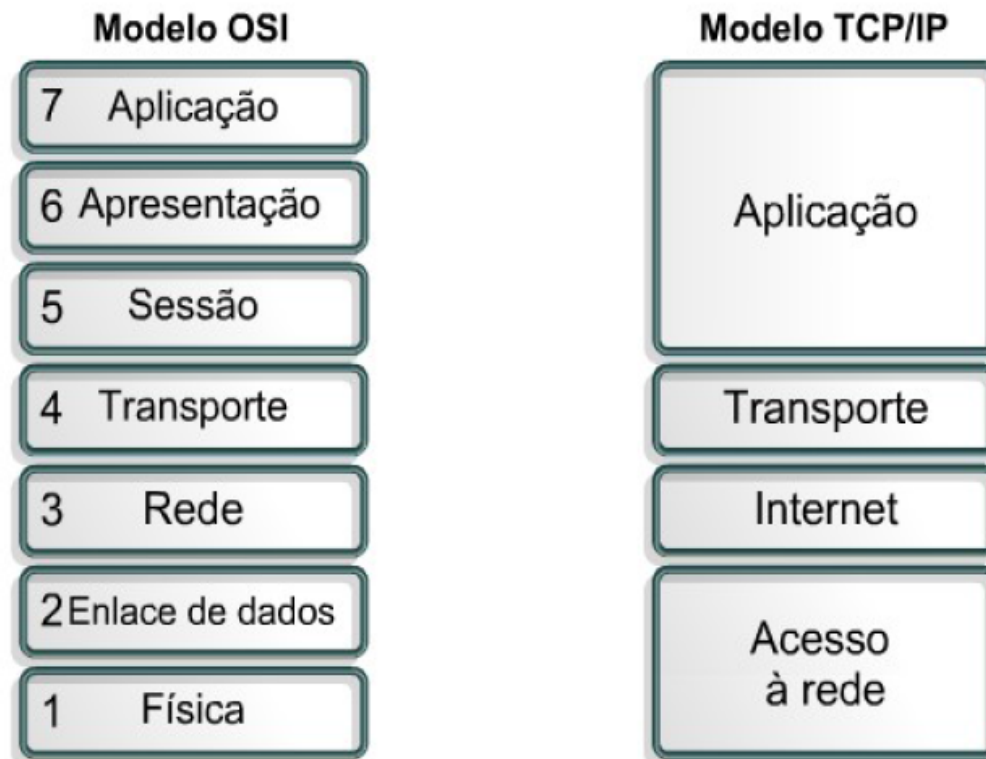 Modelo OSI
7 Aplicação
6 Apresentação
5 Sessão
4 Transporte
3 Rede
2 Enlace de dados
1 Física
Modelo TCP/IP
Aplicação
Transporte
Internet
Acesso
à rede